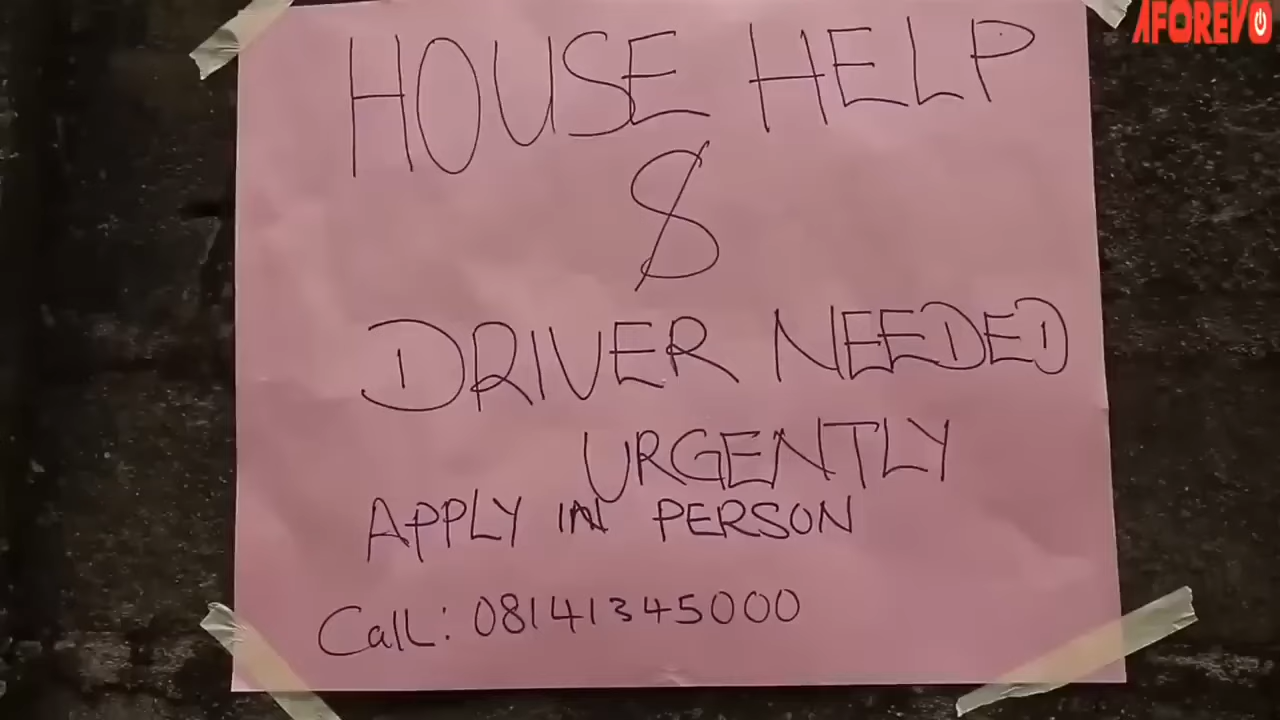 AFOREVO
HOUSE HELP
&
DRIVER NEEDED
URGENTLY
APPLY IN PERSON
CALL: 08141345000